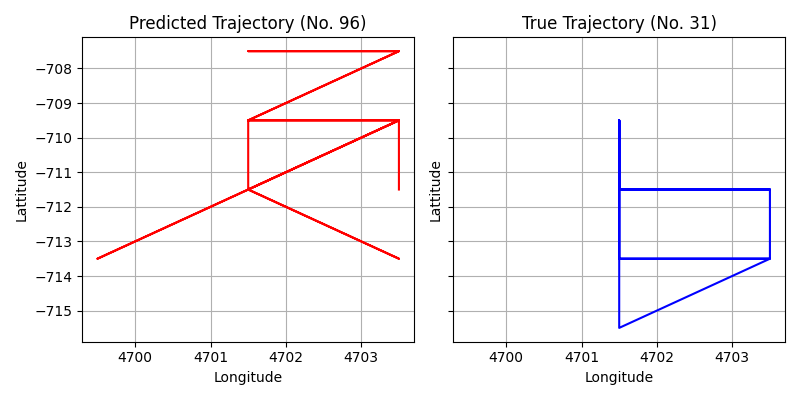 Predicted Trajectory (No. 96)
True Trajectory (No. 31)
−708
−709
−710
−711
−712
−713
−714
−715
Lattitude
Lattitude
4700 4701 4702 4703
4700 4701 4702 4703
Longitude
Longitude